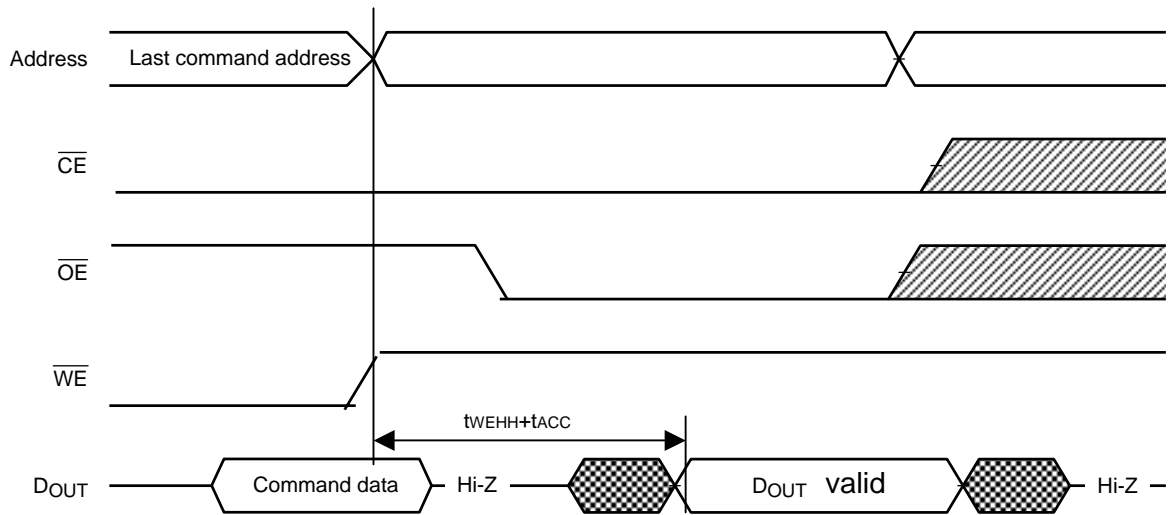 Address
Last command address
CE
OE
WE
tWEHH+tACC
DOUT
Command data
Hi-Z
DOUT valid
Hi-Z